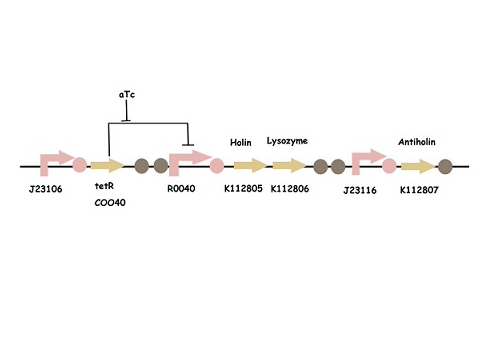 aTc
Holin
Lysozyme
Antiholin
J23106
tetR
C0040
R0040
K112805
K112806
J23116
K112807